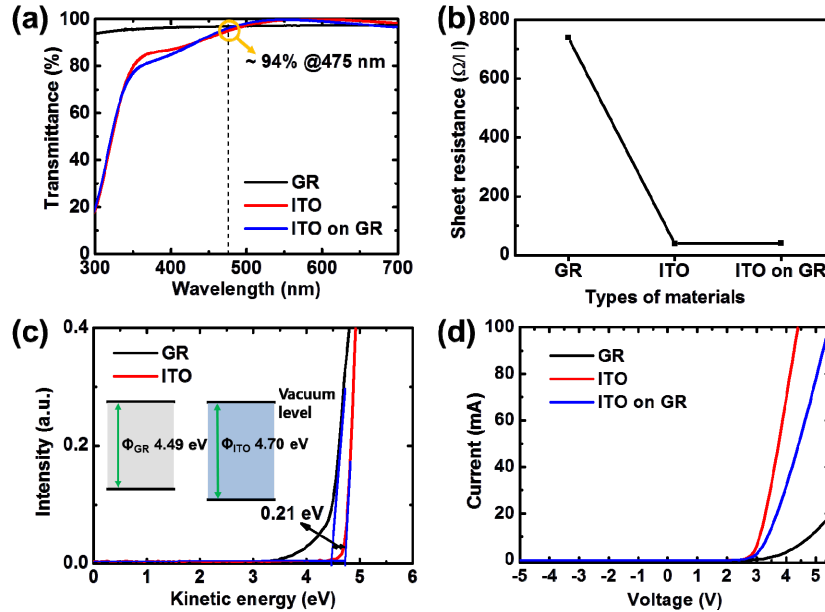 (a)
100
80
60
40
20
0
Transmittance (%)
~ 94% @475 nm
GR
ITO
ITO on GR
300
400
500
600
700
Wavelength (nm)
(b)
800
600
400
200
0
Sheet resistance (Ω/
GR
ITO
ITO on GR
Types of materials
(c)
0.4
0.2
0.0
Intensity (a.u.)
GR
ITO
Vacuum
level
ΦGR 4.49 eV
ΦITO 4.70 eV
0.21 eV
0
1
2
3
4
5
6
Kinetic energy (eV)
(d)
100
80
60
40
20
0
Current (mA)
GR
ITO
ITO on GR
-5
-4
-3
-2
-1
0
1
2
3
4
5
Voltage (V)